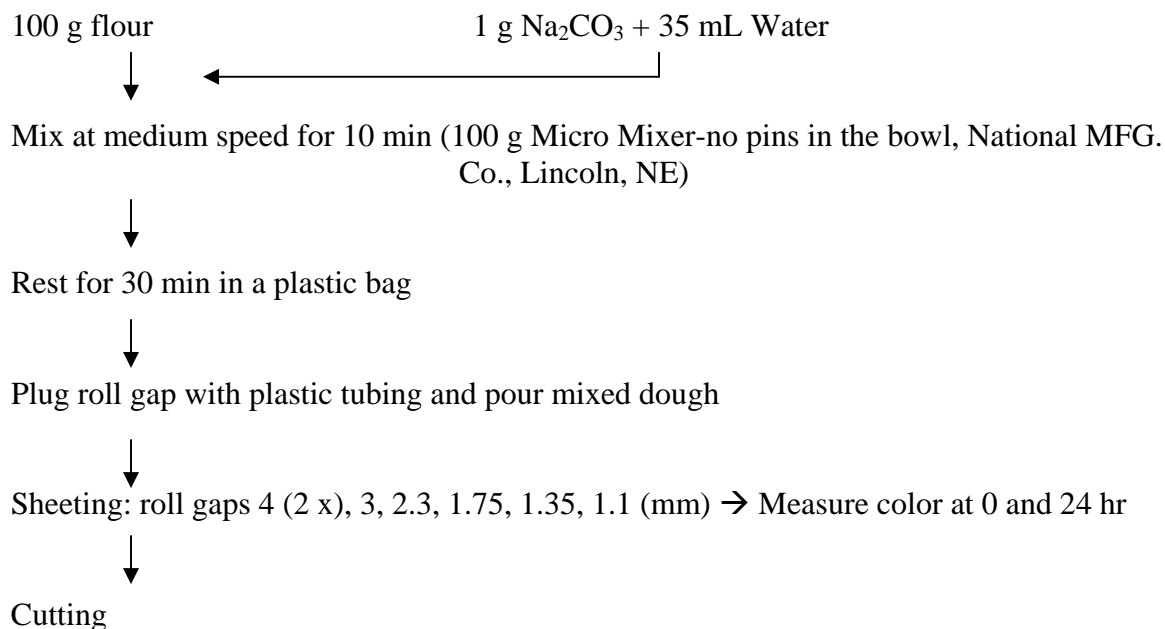 100 g flour 1 g Na₂CO₃ + 35 mL Water
Mix at medium speed for 10 min (100 g Micro Mixer-no pins in the bowl, National MFG.
Co., Lincoln, NE)
Rest for 30 min in a plastic bag
Plug roll gap with plastic tubing and pour mixed dough
Sheeting: roll gaps 4 (2 x), 3, 2.3, 1.75, 1.35, 1.1 (mm) → Measure color at 0 and 24 hr
Cutting